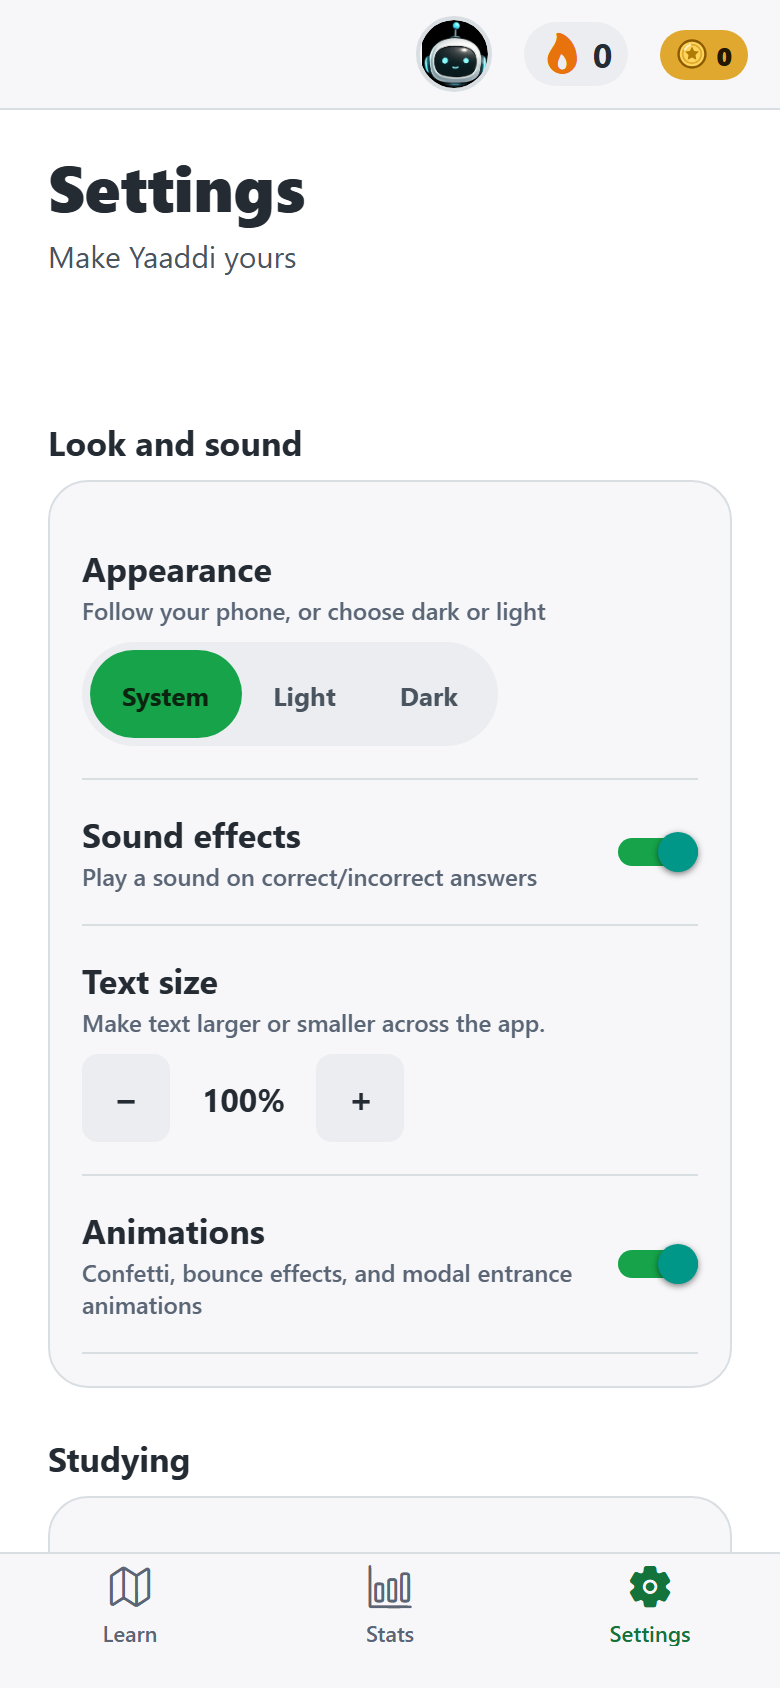 0
0
Settings
Make Yaaddi yours
Look and sound
Appearance
Follow your phone, or choose dark or light
System Light Dark
Sound effects
Play a sound on correct/incorrect answers
Text size
Make text larger or smaller across the app.
− 100% +
Animations
Confetti, bounce effects, and modal entrance
animations
Studying
Learn Stats Settings